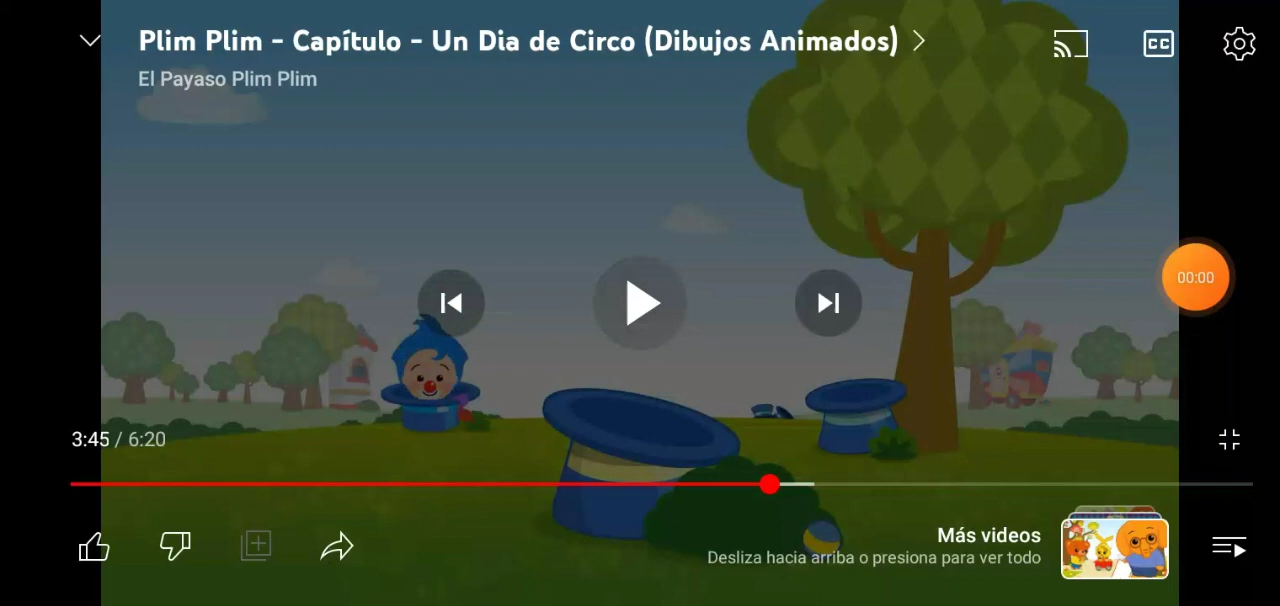 Plim Plim - Capítulo - Un Dia de Circo (Dibujos Animados)
El Payaso Plim Plim
CC
00:00
3:45 / 6:20
Más videos
Desliza hacia arriba o presiona para ver todo